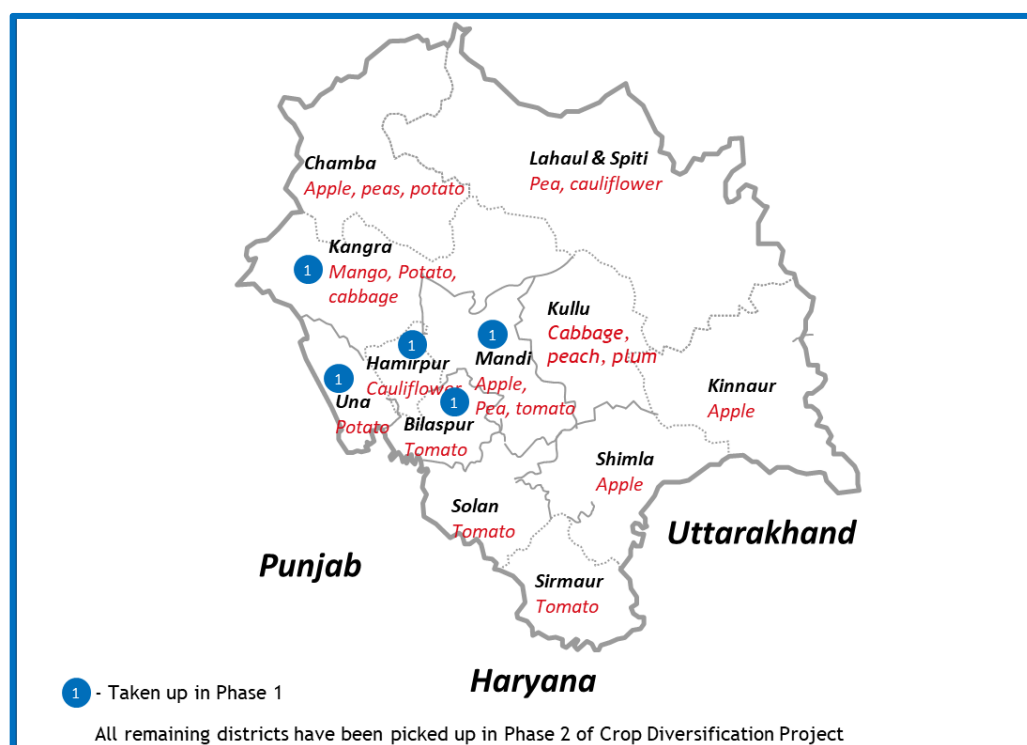 Chamba
Apple, peas, potato
Lahaul & Spiti
Pea, cauliflower
Kangra
1
Mango, Potato,
cabbage
Kullu
Cabbage,
peach, plum
1
Mandi
Apple,
Pea, tomato
1
Hamirpur
Cauliflower
1
Una
Potato
1
Bilaspur
Tomato
Kinnaur
Apple
Shimla
Apple
Solan
Tomato
Uttarakhand
Punjab
Sirmaur
Tomato
Haryana
1 - Taken up in Phase 1
All remaining districts have been picked up in Phase 2 of Crop Diversification Project